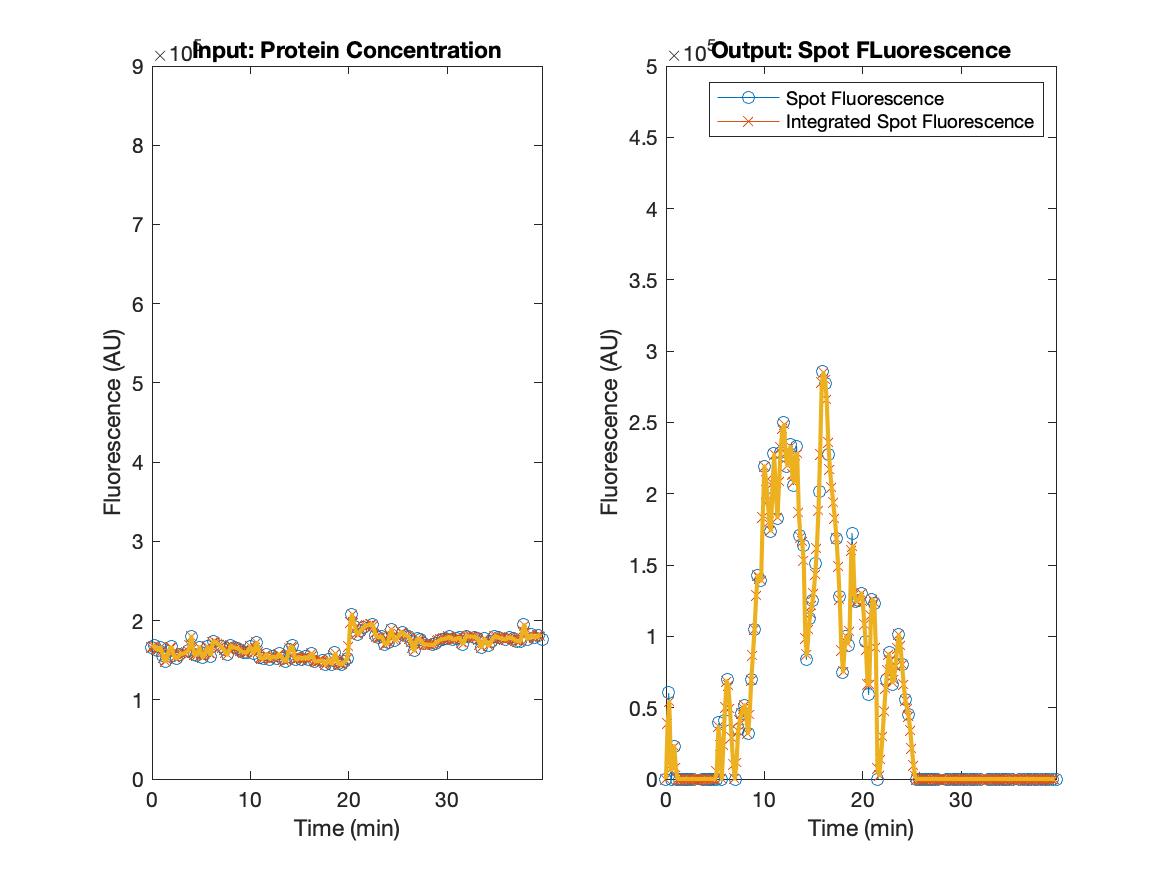 ×10⁵
Input: Protein Concentration
9
8
7
6
5
4
3
2
1
0
Fluorescence (AU)
0 10 20 30
Time (min)
×10⁵
Output: Spot FLuorescence
Spot Fluorescence
Integrated Spot Fluorescence
5
4.5
4
3.5
3
2.5
2
1.5
1
0.5
0
Fluorescence (AU)
0 10 20 30
Time (min)